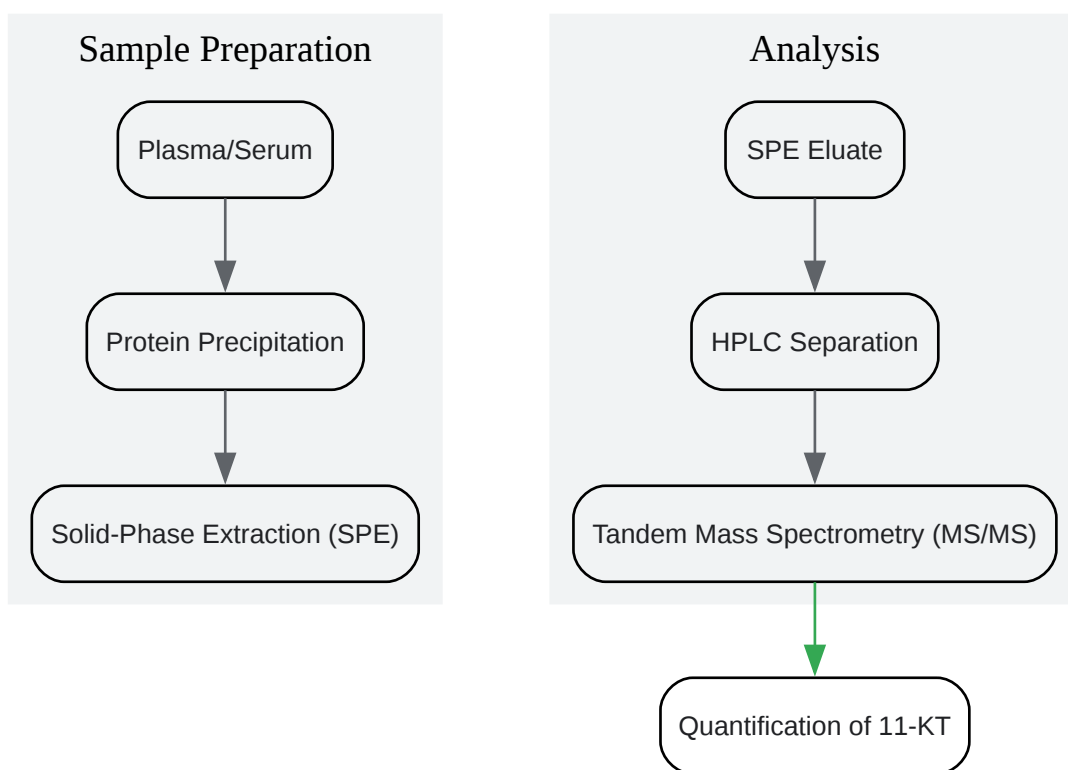 Sample Preparation
Plasma/Serum
Protein Precipitation
Solid-Phase Extraction (SPE)
Analysis
SPE Eluate
HPLC Separation
Tandem Mass Spectrometry (MS/MS)
Quantification of 11-KT